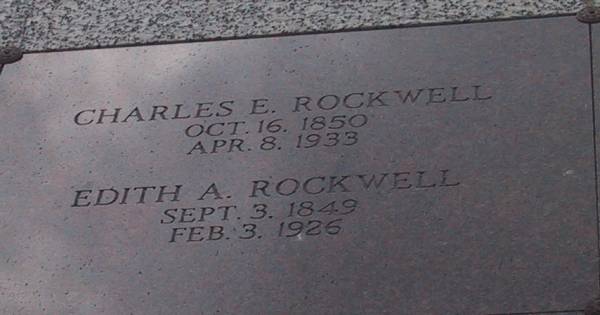 CHARLES E. ROCKWELL
OCT. 16. 1850
APR. 8. 1933
EDITH A. ROCKWELL
SEPT. 3. 1849
FEB. 3. 1926